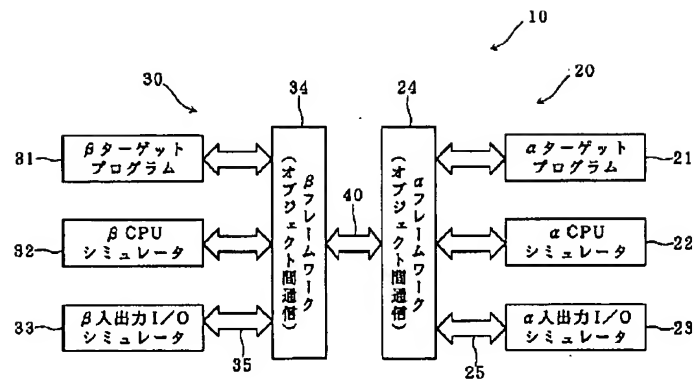 10
30
34
24
20
31
βターゲット
プログラム
βフレームワーク
(オブジェクト間通信)
40
αフレームワーク
(オブジェクト間通信)
αターゲット
プログラム
21
32
β CPU
シミュレータ
α CPU
シミュレータ
22
33
β入出力I/O
シミュレータ
35
25
α入出力I/O
シミュレータ
23